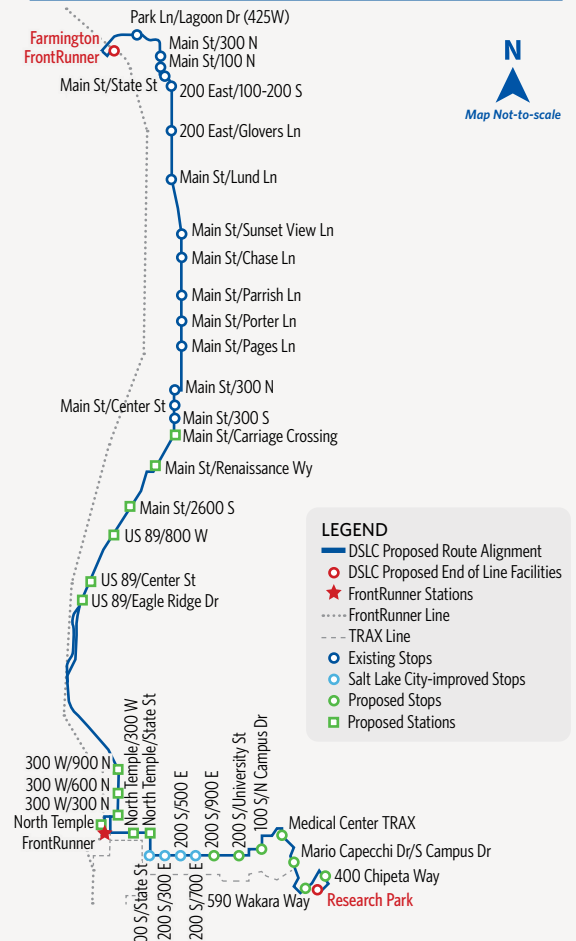 Park Ln/Lagoon Dr (425W)
Farmington
FrontRunner
Main St/300 N
Main St/100 N
Main St/State St
200 East/100-200 S
200 East/Glovers Ln
Main St/Lund Ln
N
Map Not-to-scale
Main St/Sunset View Ln
Main St/Chase Ln
Main St/Parrish Ln
Main St/Porter Ln
Main St/Pages Ln
Main St/300 N
Main St/Center St
Main St/300 S
Main St/Carriage Crossing
Main St/Renaissance Wy
Main St/2600 S
US 89/800 W
US 89/Center St
US 89/Eagle Ridge Dr
LEGEND
DSLC Proposed Route Alignment
DSLC Proposed End of Line Facilities
FrontRunner Stations
FrontRunner Line
TRAX Line
Existing Stops
Salt Lake City-improved Stops
Proposed Stops
Proposed Stations
300 W/900 N
300 W/600 N
300 W/300 N
North Temple
FrontRunner
North Temple/300 W
North Temple/State St
00 S/State St
200 S/300 E
200 S/500 E
200 S/700 E
200 S/900 E
200 S/University St
100 S/N Campus Dr
Medical Center TRAX
Mario Capecchi Dr/S Campus Dr
400 Chipeta Way
590 Wakara Way
Research Park